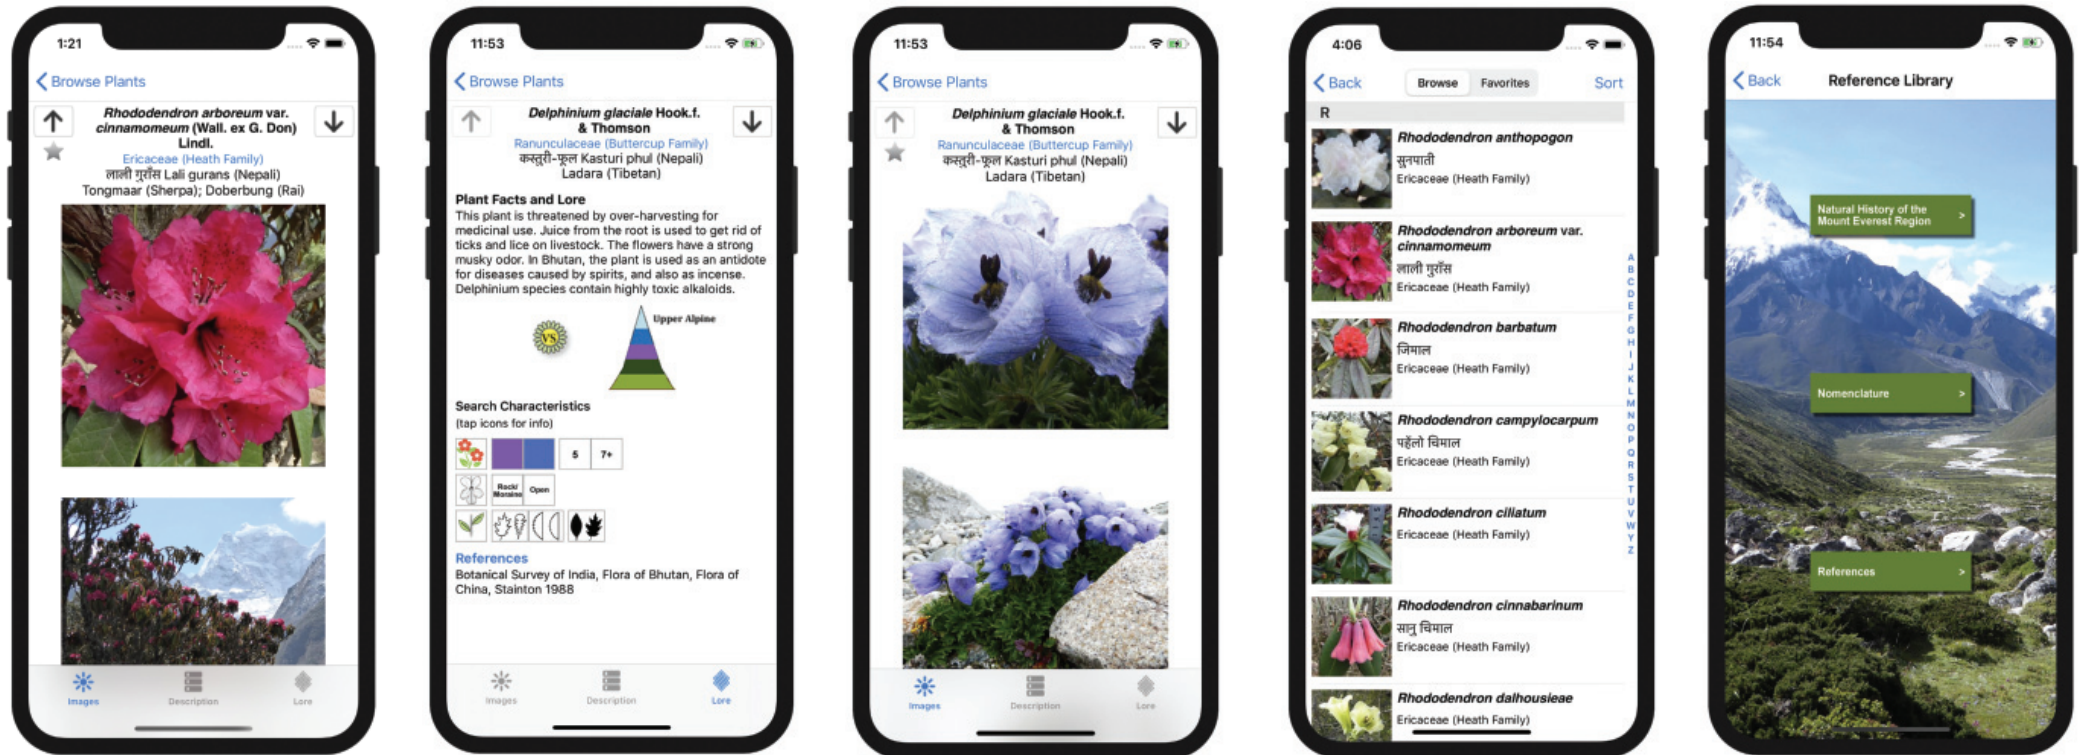 1:21
Browse Plants
Rhododendron arboreum var.
cinnamomeum (Wall. ex G. Don)
Lindl.
Ericaceae (Heath Family)
लाली गुराँस Lali gurans (Nepali)
Tongmaar (Sherpa); Doberbung (Rai)
Images
Description
Lore
11:53
Browse Plants
Delphinium glaciale Hook.f.
& Thomson
Ranunculaceae (Buttercup Family)
कस्तुरी-फूल Kasturi phul (Nepali)
Ladara (Tibetan)
Plant Facts and Lore
This plant is threatened by over-harvesting for
medicinal use. Juice from the root is used to get rid of
ticks and lice on livestock. The flowers have a strong
musky odor. In Bhutan, the plant is used as an antidote
for diseases caused by spirits, and also as incense.
Delphinium species contain highly toxic alkaloids.
VS
Upper Alpine
Search Characteristics
(tap icons for info)
5
7+
Rock/
Moraine
Open
References
Botanical Survey of India, Flora of Bhutan, Flora of
China, Stainton 1988
Images
Description
Lore
11:53
Browse Plants
Delphinium glaciale Hook.f.
& Thomson
Ranunculaceae (Buttercup Family)
कस्तुरी-फूल Kasturi phul (Nepali)
Ladara (Tibetan)
Images
Description
Lore
4:06
Back
Browse
Favorites
Sort
R
Rhododendron anthopogon
सुनपाती
Ericaceae (Heath Family)
Rhododendron arboreum var.
cinnamomeum
लाली गुराँस
Ericaceae (Heath Family)
Rhododendron barbatum
जिमाल
Ericaceae (Heath Family)
Rhododendron campylocarpum
पहेँलो चिमाल
Ericaceae (Heath Family)
Rhododendron ciliatum
Ericaceae (Heath Family)
Rhododendron cinnabarinum
सानु चिमाल
Ericaceae (Heath Family)
Rhododendron dalhousieae
Ericaceae (Heath Family)
A
B
C
D
E
F
G
H
I
J
K
L
M
N
O
P
Q
R
S
T
U
V
W
Y
Z
11:54
Back
Reference Library
Natural History of the
Mount Everest Region >
Nomenclature >
References >